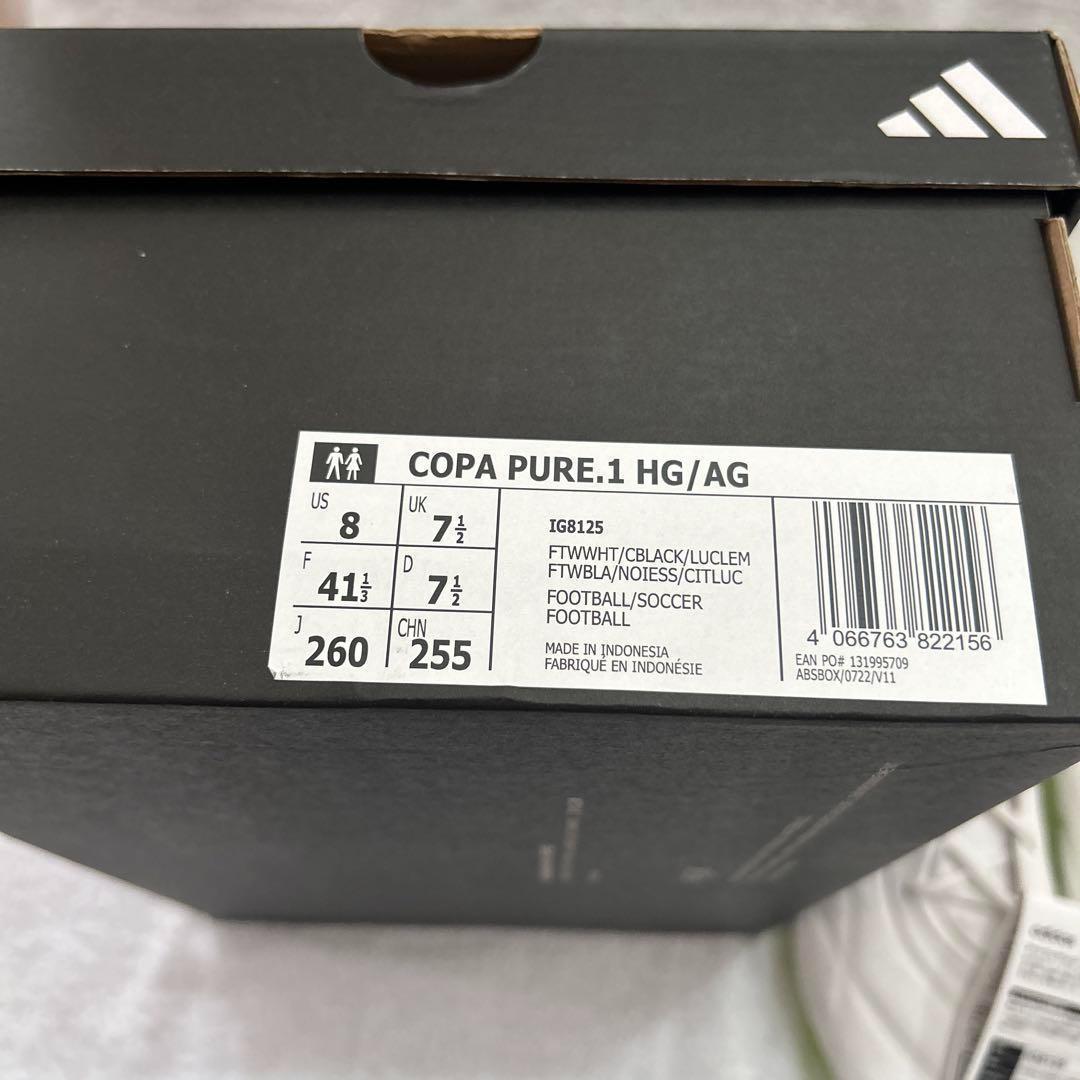 COPA PURE.1 HG/AG
US 8
UK 7 1/2
F 41 1/3
D 7 1/2
J 260
CHN 255
IG8125
FTWWHT/CBLACK/LUCLEM
FTWBLA/NOIESS/CITLUC
FOOTBALL/SOCCER
FOOTBALL
MADE IN INDONESIA
FABRIQUÉ EN INDONÉSIE
4 066763 822156
EAN PO# 131995709
ABSBOX/0722/V11